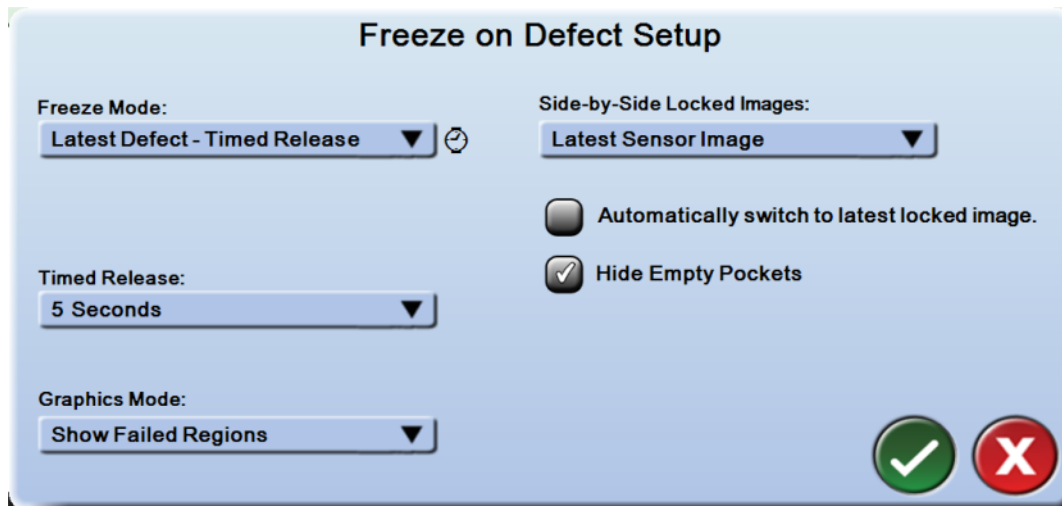 Freeze on Defect Setup
Freeze Mode:
Latest Defect - Timed Release
Side-by-Side Locked Images:
Latest Sensor Image
Automatically switch to latest locked image.
Hide Empty Pockets
Timed Release:
5 Seconds
Graphics Mode:
Show Failed Regions